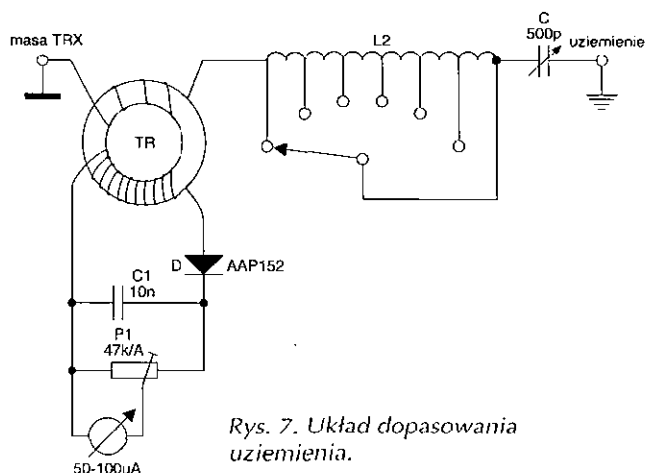 masa TRX
L2
C
500p
uziemienie
TR
D
AAP152
C1
10n
P1
47k/A
50-100uA
Rys. 7. Układ dopasowania
uziemienia.